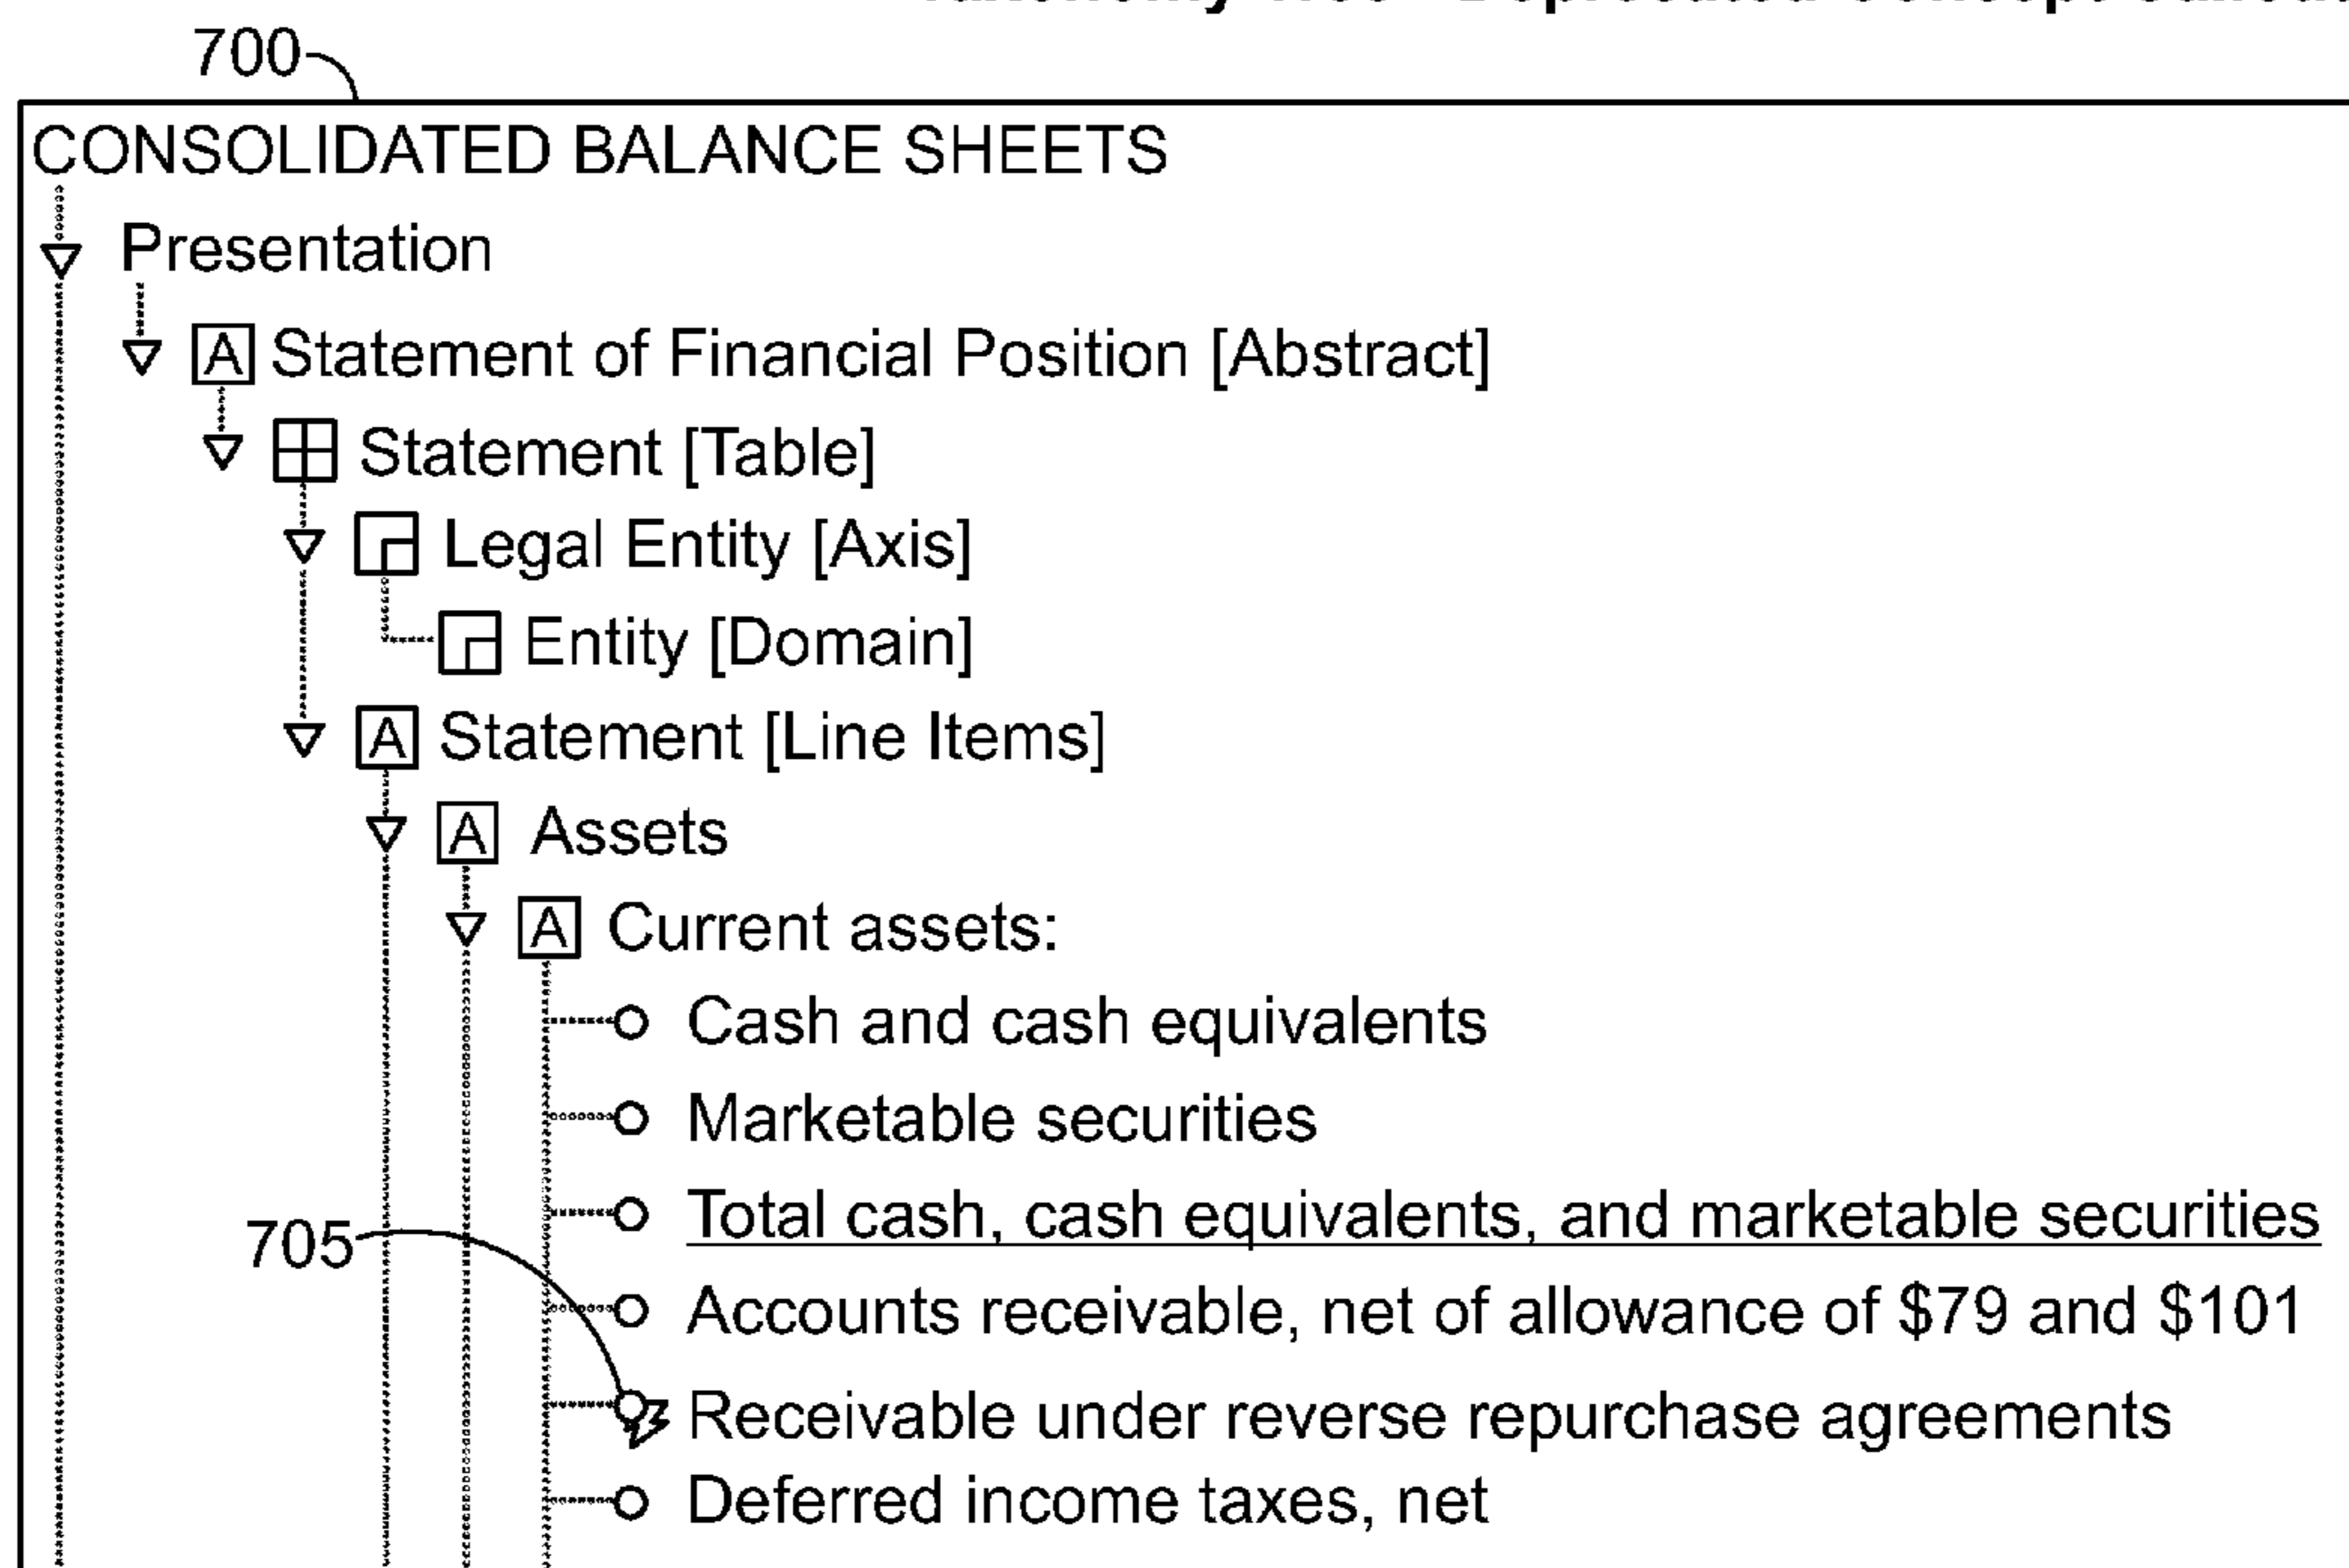 700
CONSOLIDATED BALANCE SHEETS
Presentation
A Statement of Financial Position [Abstract]
Statement [Table]
Legal Entity [Axis]
Entity [Domain]
A Statement [Line Items]
A Assets
A Current assets:
Cash and cash equivalents
Marketable securities
Total cash, cash equivalents, and marketable securities
705
Accounts receivable, net of allowance of $79 and $101
Receivable under reverse repurchase agreements
Deferred income taxes, net